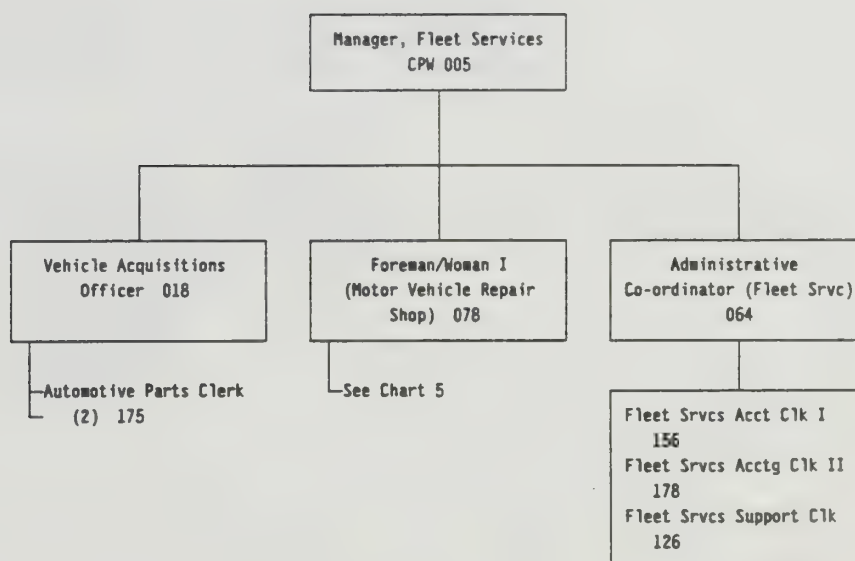 Manager, Fleet Services
CPW 005
Vehicle Acquisitions
Officer 018
Foreman/Woman I
(Motor Vehicle Repair
Shop) 078
Administrative
Co-ordinator (Fleet Srvc)
064
Automotive Parts Clerk
(2) 175
See Chart 5
Fleet Srvcs Acct Clk I
156
Fleet Srvcs Acctg Clk II
178
Fleet Srvcs Support Clk
126